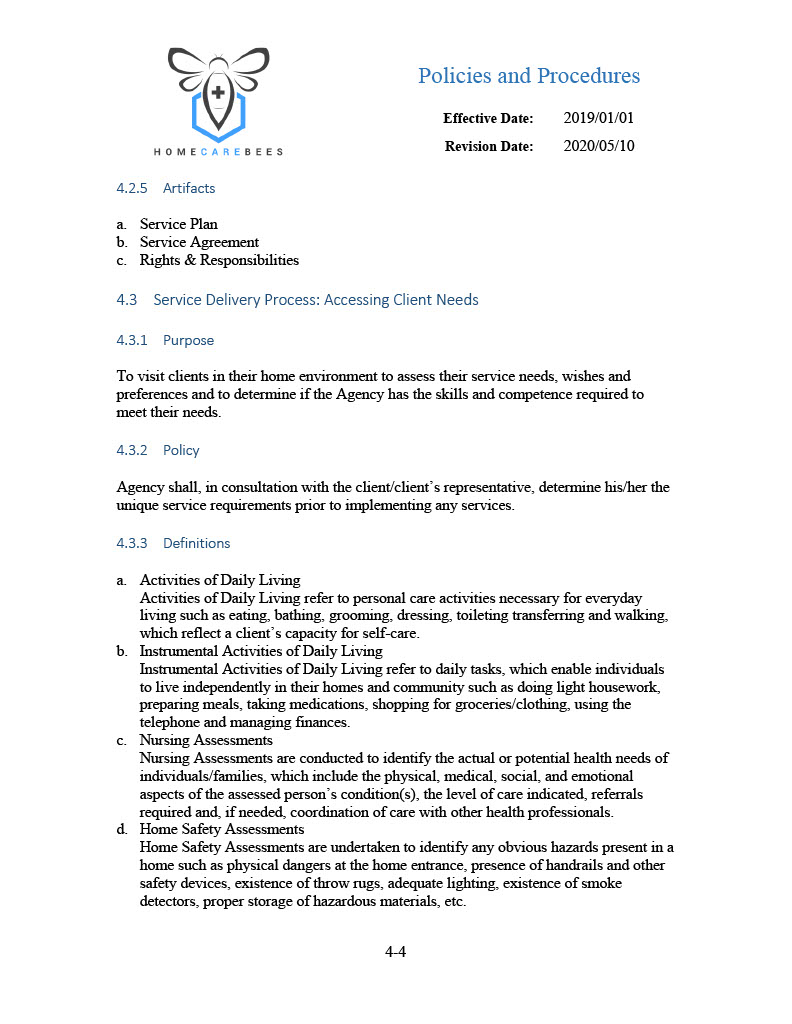 HOMECAREBEES
Policies and Procedures
Effective Date: 2019/01/01
Revision Date: 2020/05/10
4.2.5 Artifacts
a. Service Plan
b. Service Agreement
c. Rights & Responsibilities
4.3 Service Delivery Process: Accessing Client Needs
4.3.1 Purpose
To visit clients in their home environment to assess their service needs, wishes and
preferences and to determine if the Agency has the skills and competence required to
meet their needs.
4.3.2 Policy
Agency shall, in consultation with the client/client’s representative, determine his/her the
unique service requirements prior to implementing any services.
4.3.3 Definitions
a. Activities of Daily Living
Activities of Daily Living refer to personal care activities necessary for everyday
living such as eating, bathing, grooming, dressing, toileting transferring and walking,
which reflect a client’s capacity for self-care.
b. Instrumental Activities of Daily Living
Instrumental Activities of Daily Living refer to daily tasks, which enable individuals
to live independently in their homes and community such as doing light housework,
preparing meals, taking medications, shopping for groceries/clothing, using the
telephone and managing finances.
c. Nursing Assessments
Nursing Assessments are conducted to identify the actual or potential health needs of
individuals/families, which include the physical, medical, social, and emotional
aspects of the assessed person’s condition(s), the level of care indicated, referrals
required and, if needed, coordination of care with other health professionals.
d. Home Safety Assessments
Home Safety Assessments are undertaken to identify any obvious hazards present in a
home such as physical dangers at the home entrance, presence of handrails and other
safety devices, existence of throw rugs, adequate lighting, existence of smoke
detectors, proper storage of hazardous materials, etc.
4-4